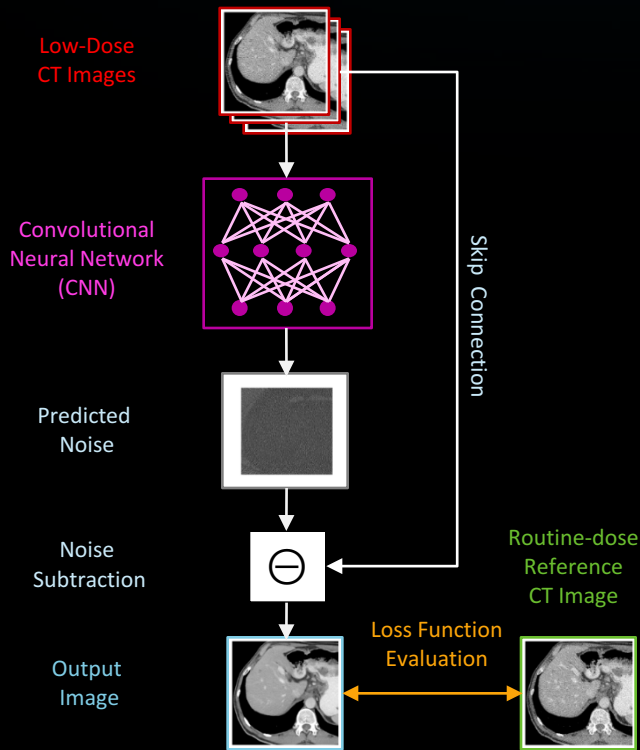 Low-Dose
CT Images
Convolutional
Neural Network
(CNN)
Skip Connection
Predicted
Noise
Noise
Subtraction
Routine-dose
Reference
CT Image
Loss Function
Evaluation
Output
Image